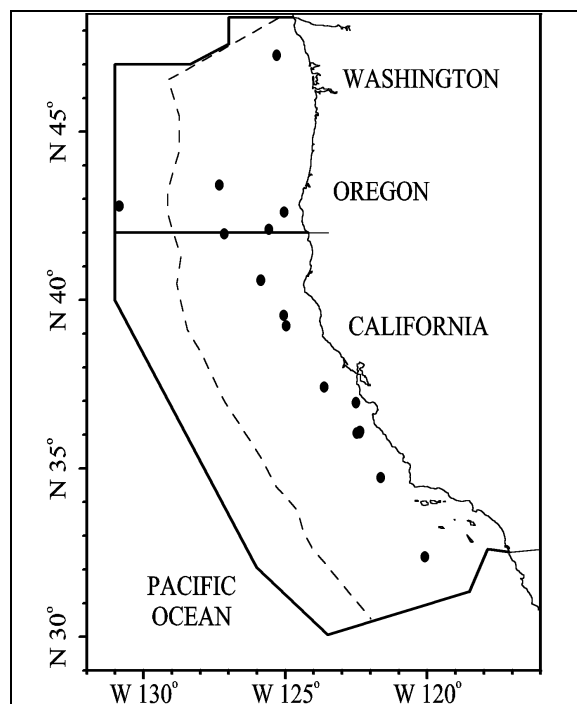 WASHINGTON
N 45°
OREGON
N 40°
CALIFORNIA
N 35°
PACIFIC
OCEAN
N 30°
W 130°
W 125°
W 120°